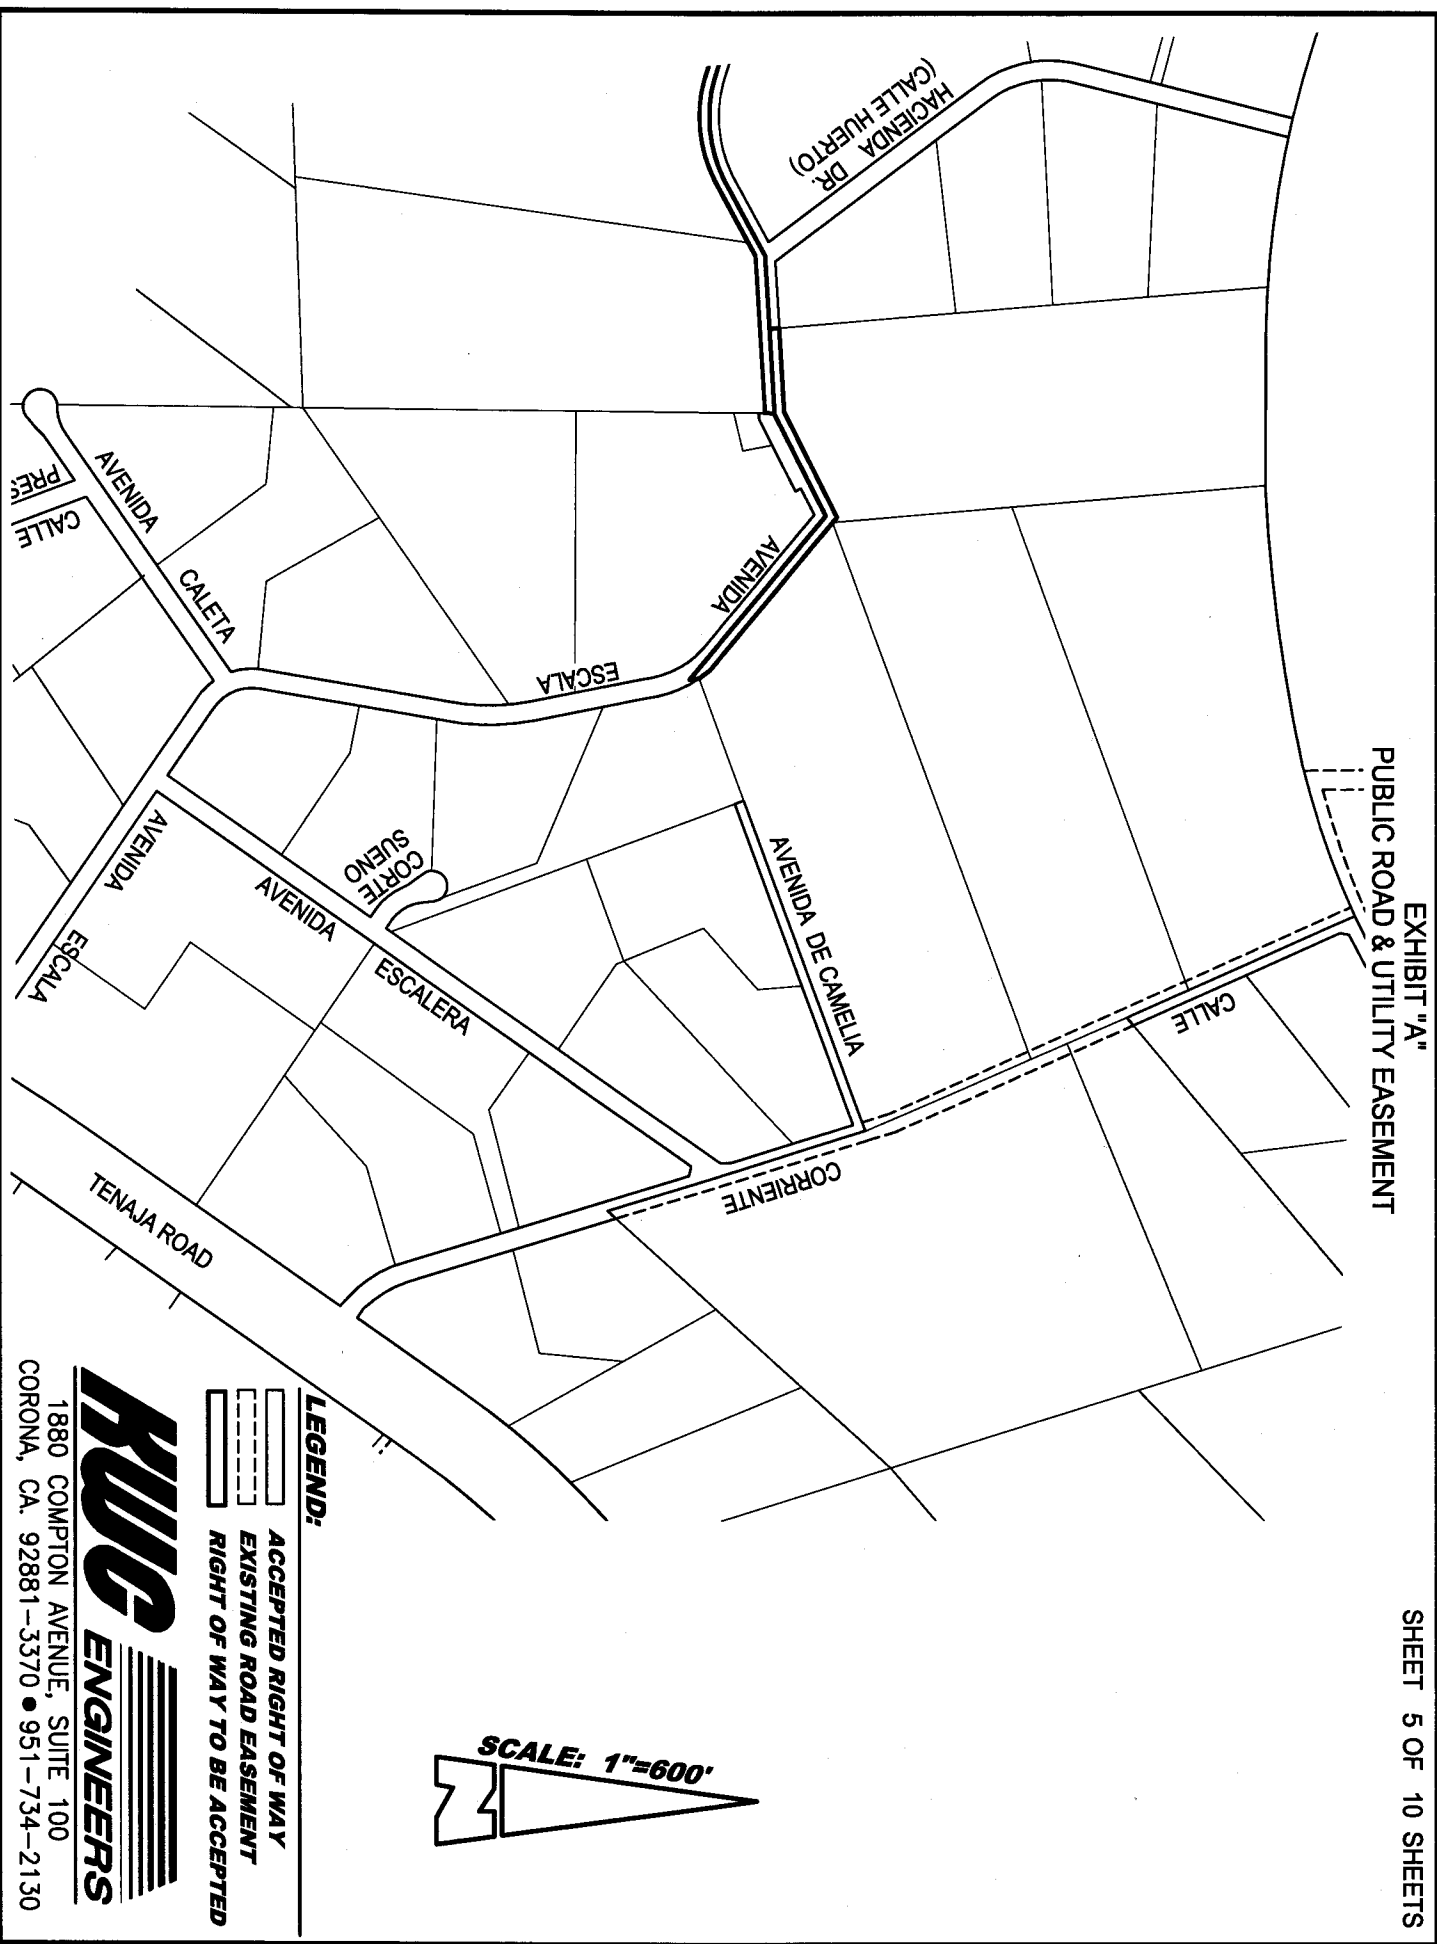 EXHIBIT "A"
PUBLIC ROAD & UTILITY EASEMENT
SHEET 5 OF 10 SHEETS
HACIENDA DR.
(CALLE HUERTO)
AVENIDA
ESCALA
AVENIDA
CALETA
CALLE
PRES
AVENIDA
ESCALA
AVENIDA
ESCALERA
CORTE
SUENO
AVENIDA DE CAMELIA
CALLE
CORRIENTE
TENAJA ROAD
SCALE: 1"=600'
N
LEGEND:
ACCEPTED RIGHT OF WAY
EXISTING ROAD EASEMENT
RIGHT OF WAY TO BE ACCEPTED
KWC ENGINEERS
1880 COMPTON AVENUE, SUITE 100
CORONA, CA. 92881-3370 • 951-734-2130